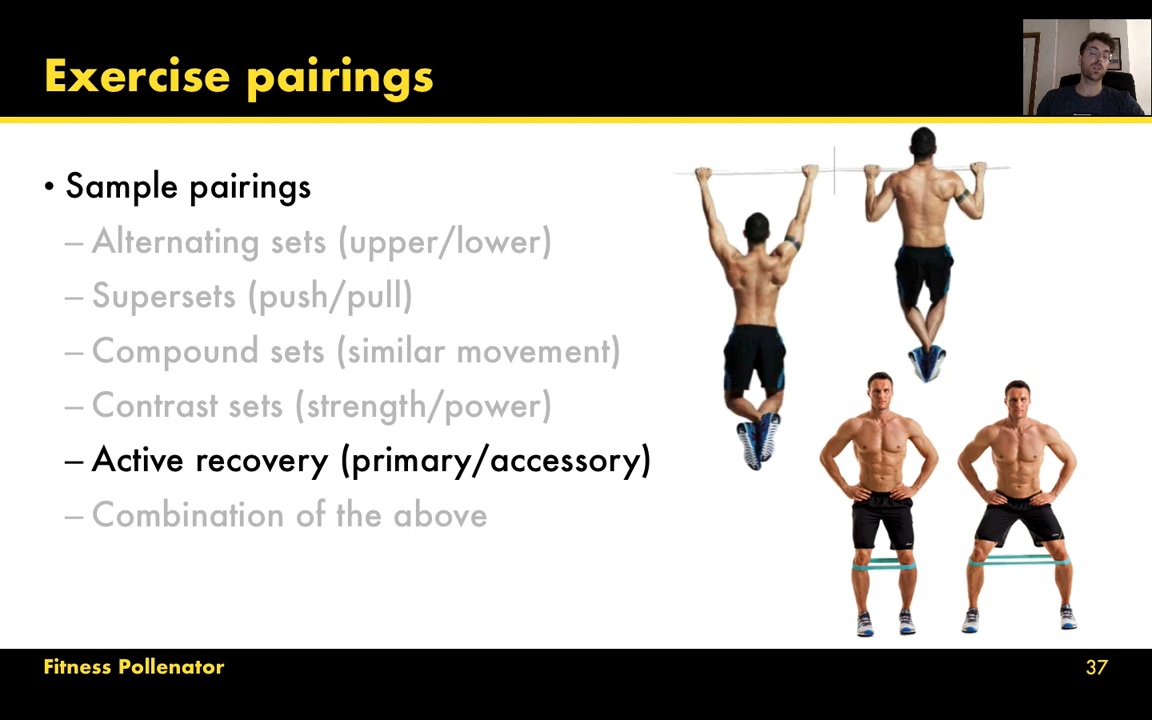 Exercise pairings
• Sample pairings
– Alternating sets (upper/lower)
– Supersets (push/pull)
– Compound sets (similar movement)
– Contrast sets (strength/power)
– Active recovery (primary/accessory)
– Combination of the above
Fitness Pollenator
37